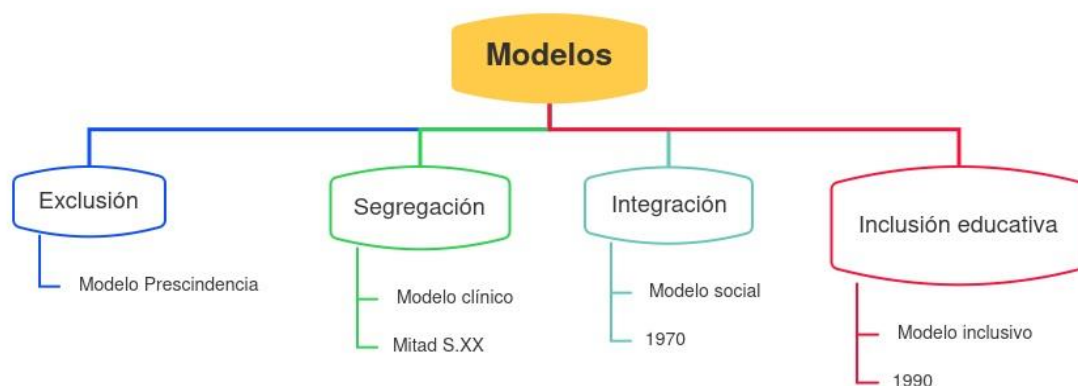 Modelos
Exclusión
Modelo Prescindencia
Segregación
Modelo clínico
Mitad S.XX
Integración
Modelo social
1970
Inclusión educativa
Modelo inclusivo
1990